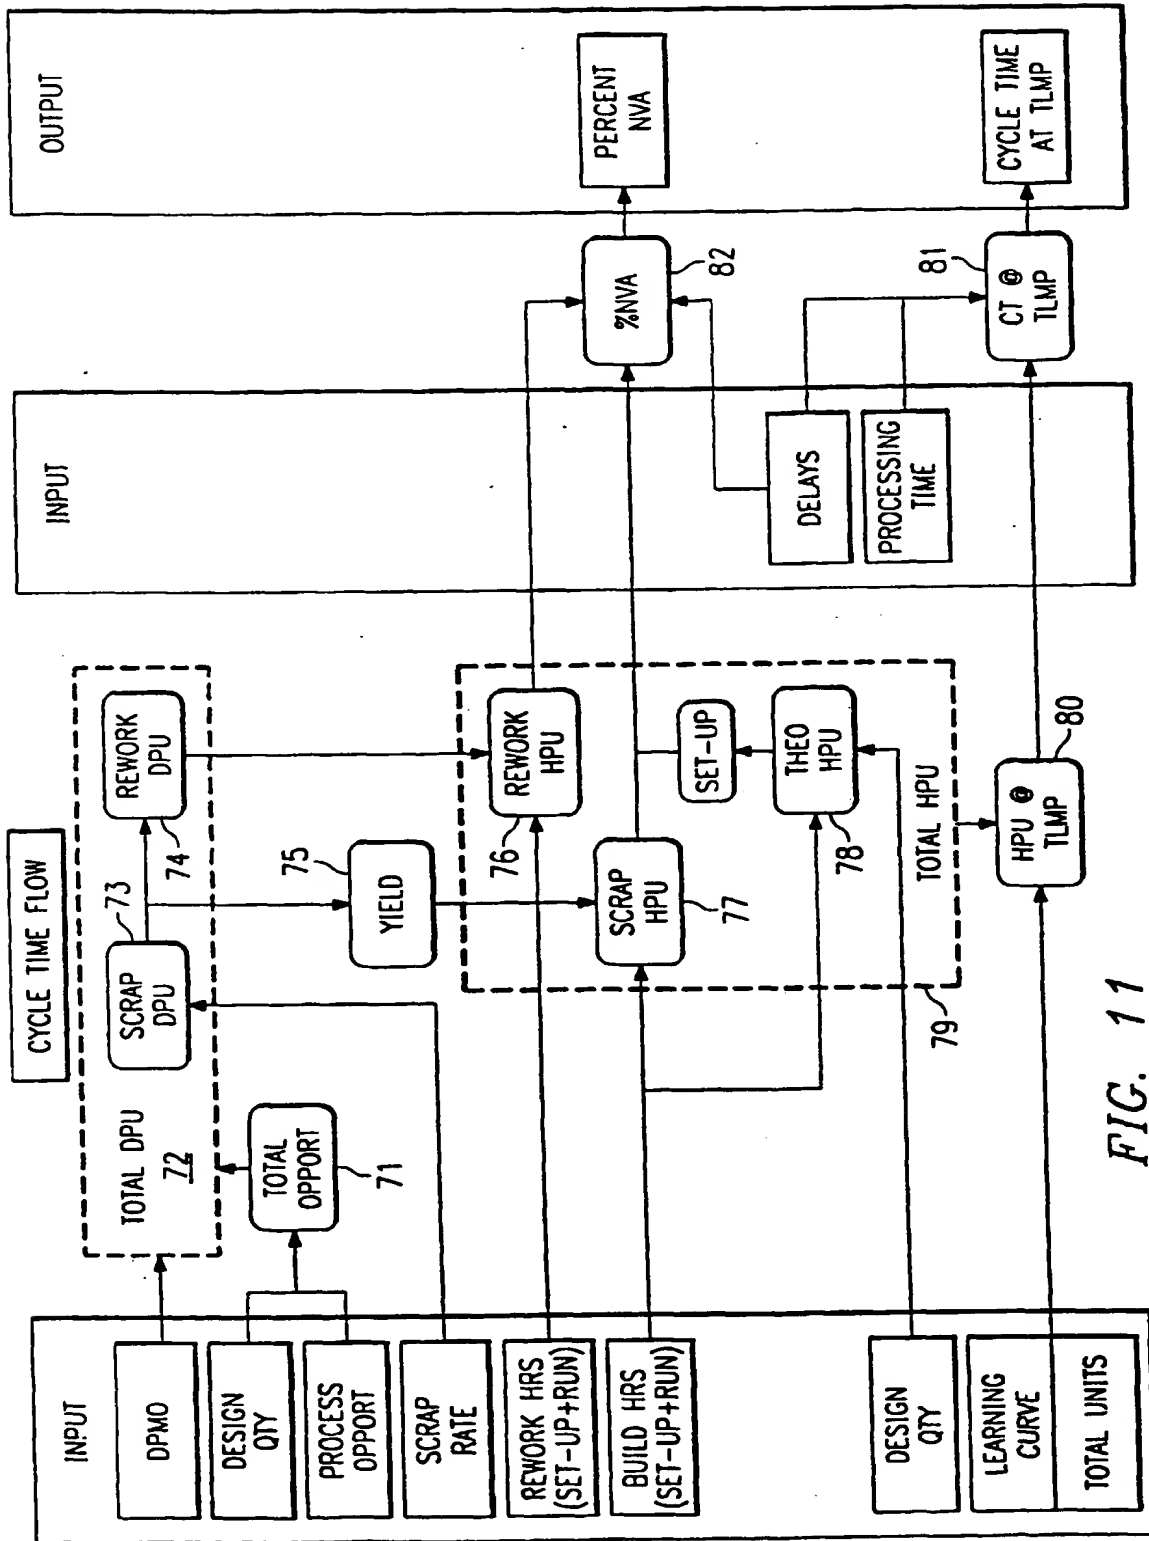 CYCLE TIME FLOW
INPUT
DPMO
DESIGN
QTY
PROCESS
OPPORT
SCRAP
RATE
REWORK HRS
(SET-UP+RUN)
BUILD HRS
(SET-UP+RUN)
DESIGN
QTY
LEARNING
CURVE
TOTAL UNITS
TOTAL DPU
72
TOTAL
OPPORT
71
SCRAP
DPU
73
REWORK
DPU
74
YIELD
75
REWORK
HPU
76
SCRAP
HPU
77
SET-UP
THEO
HPU
78
TOTAL HPU
79
HPU @
TLMP
80
INPUT
DELAYS
PROCESSING
TIME
%NVA
82
CT @
TLMP
81
OUTPUT
PERCENT
NVA
CYCLE TIME
AT TLMP
FIG. 11